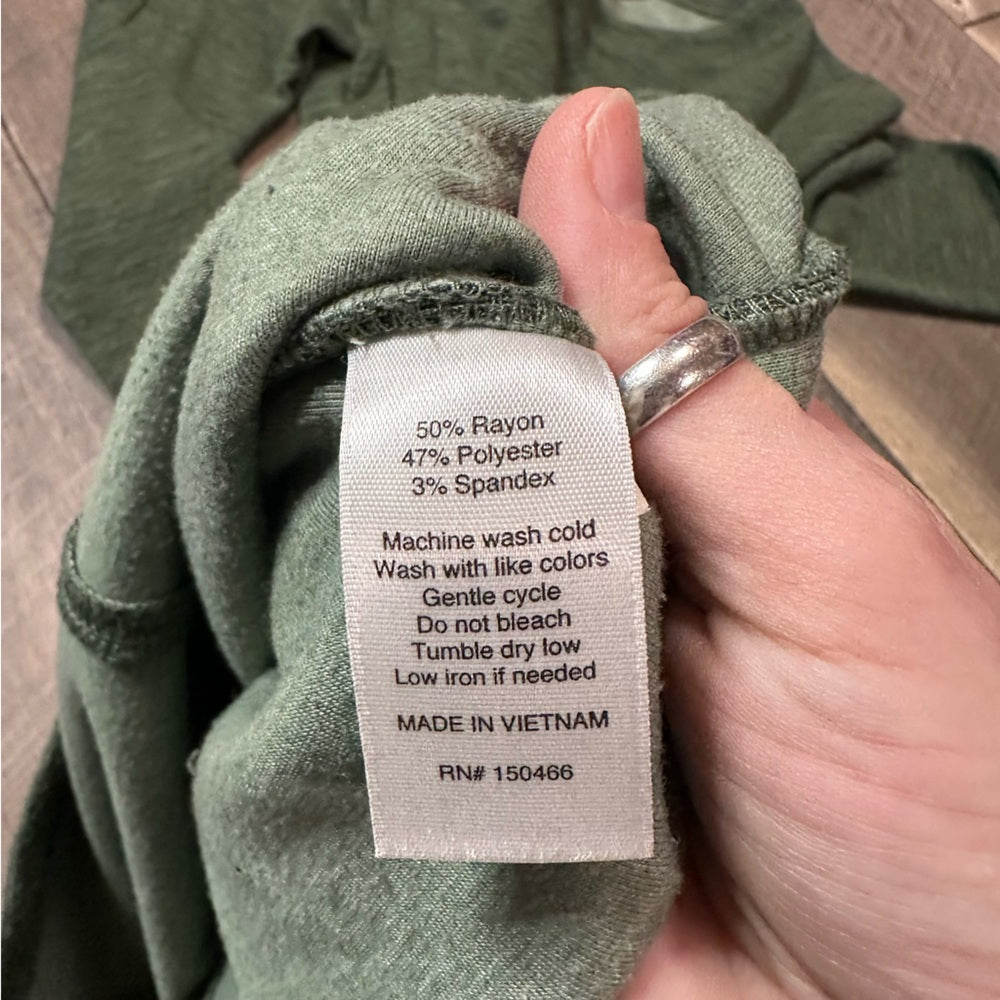 50% Rayon
47% Polyester
3% Spandex
Machine wash cold
Wash with like colors
Gentle cycle
Do not bleach
Tumble dry low
Low iron if needed
MADE IN VIETNAM
RN# 150466